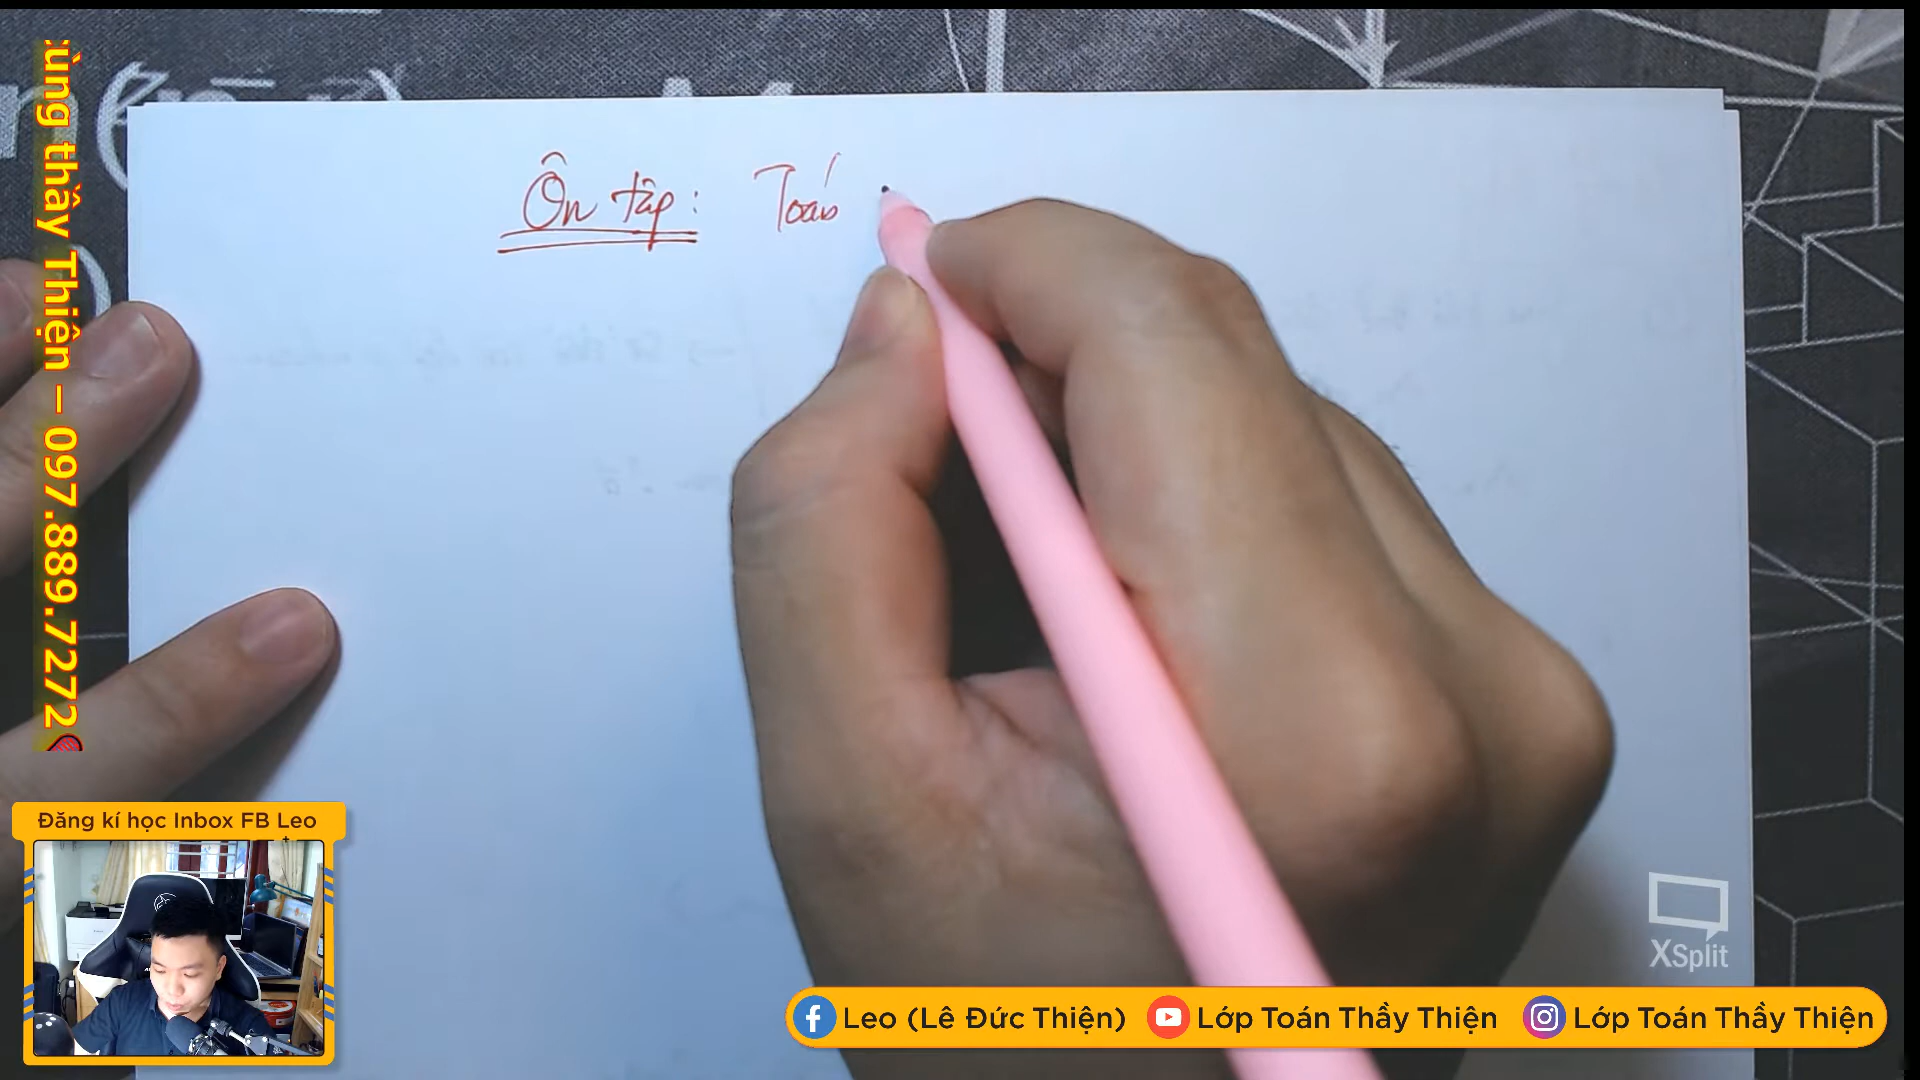 Ôn tập: Toán
ùng thầy Thiện – 097.889.7272
Đăng kí học Inbox FB Leo
XSplit
Leo (Lê Đức Thiện) Lớp Toán Thầy Thiện Lớp Toán Thầy Thiện